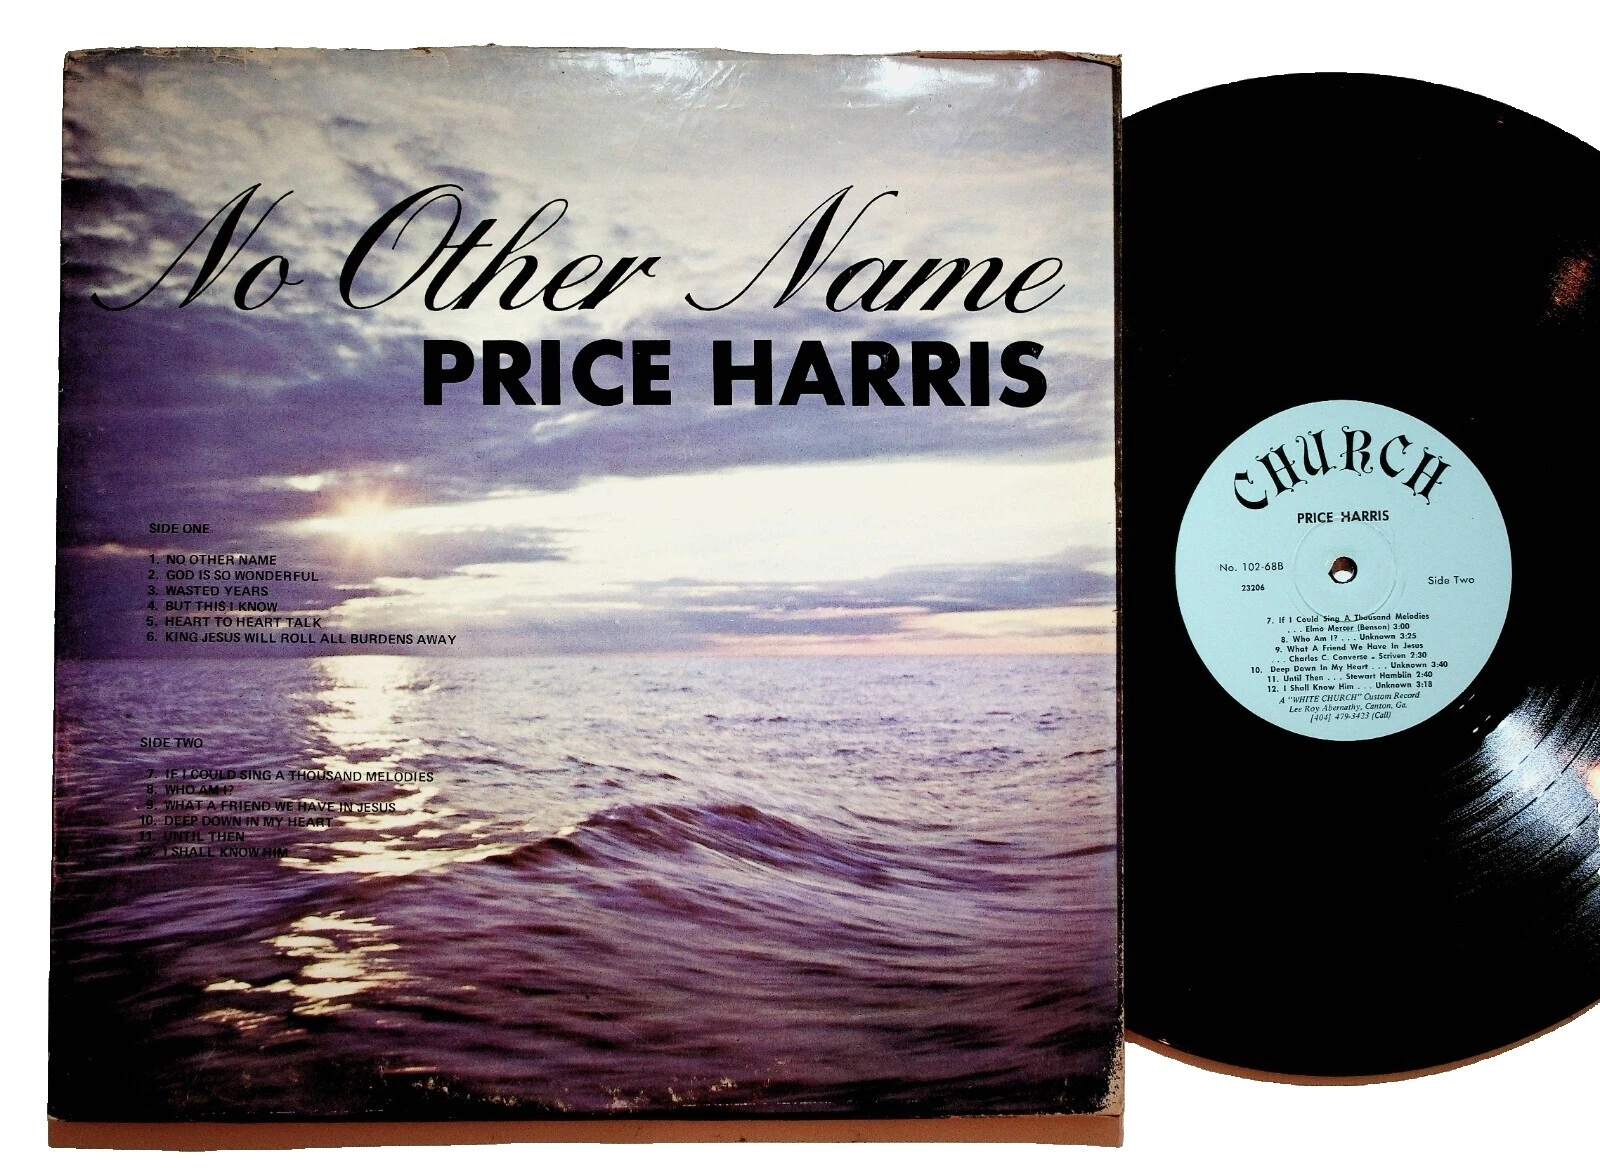 No Other Name
PRICE HARRIS
SIDE ONE
1. NO OTHER NAME
2. GOD IS SO WONDERFUL
3. WASTED YEARS
4. BUT THIS I KNOW
5. HEART TO HEART TALK
6. KING JESUS WILL ROLL ALL BURDENS AWAY
SIDE TWO
7. IF I COULD SING A THOUSAND MELODIES
8. WHO AM I?
9. WHAT A FRIEND WE HAVE IN JESUS
10. DEEP DOWN IN MY HEART
11. UNTIL THEN
12. I SHALL KNOW HIM
CHURCH
PRICE HARRIS
No. 102-68B
23206
Side Two
7. If I Could Sing A Thousand Melodies
. . . Elmo Mercer (Benson) 3:00
8. Who Am I? . . . Unknown 3:25
9. What A Friend We Have In Jesus
. . . Charles C. Converse - Scriven 2:30
10. Deep Down In My Heart . . . Unknown 3:40
11. Until Then . . . Stewart Hamblin 2:40
12. I Shall Know Him . . . Unknown 3:18
A "WHITE CHURCH" Custom Record
Lee Roy Abernathy, Canton, Ga.
[404] 479-3423 (Call)